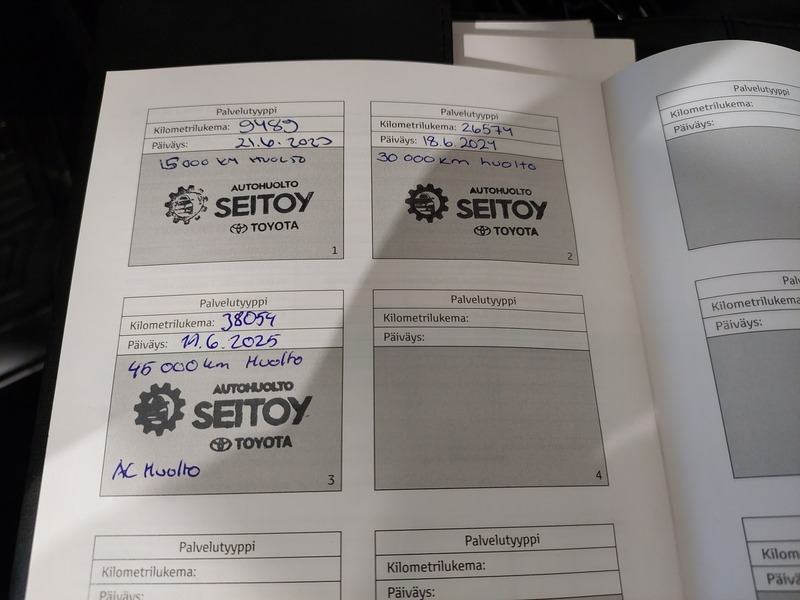 Palvelutyyppi
Kilometrilukema: 9489
Päiväys: 21.6.2023
15 000 KM HUOLTO
AUTOHUOLTO
SEITOY
TOYOTA
1
Palvelutyyppi
Kilometrilukema: 26574
Päiväys: 18.6.2024
30 000 km huolto
AUTOHUOLTO
SEITOY
TOYOTA
2
Palvelutyyppi
Kilometrilukema: 38054
Päiväys: 11.6.2025
45 000 km Huolto
AUTOHUOLTO
SEITOY
TOYOTA
AC Huolto
3
Palvelutyyppi
Kilometrilukema:
Päiväys:
4
Palvelutyyppi
Kilometrilukema:
Päiväys:
Palvelutyyppi
Kilometrilukema:
Päiväys:
Palvelutyyppi
Kilometrilukema:
Päiväys:
Kilometrilukema:
Päiväys: